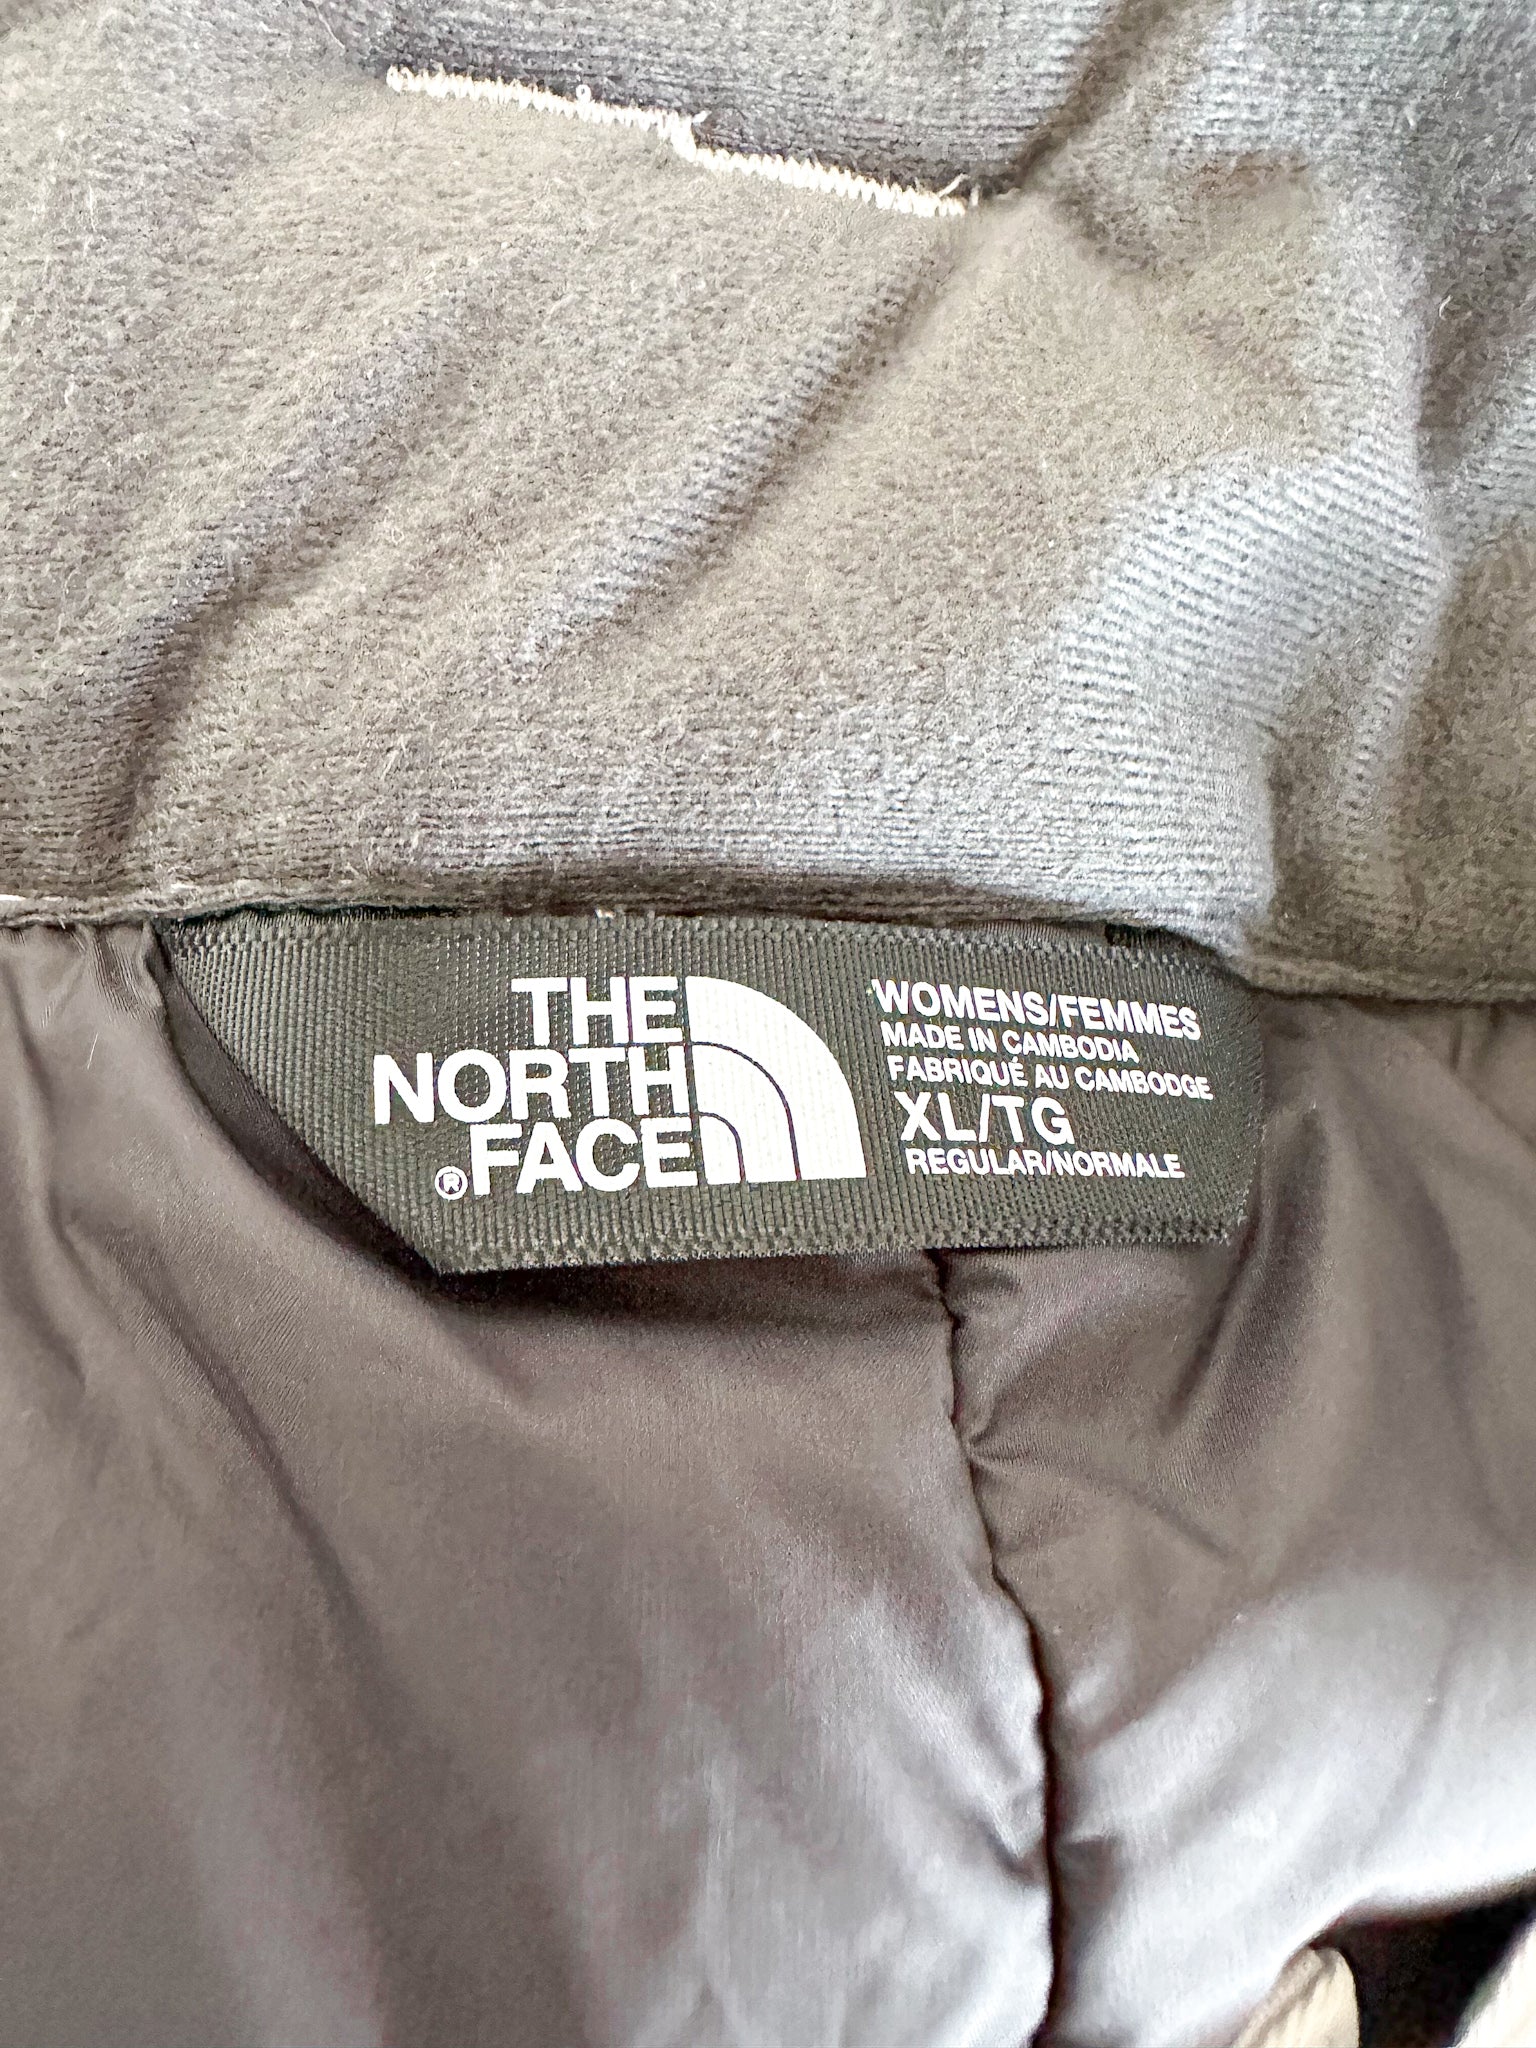 THE
NORTH
FACE
®
WOMENS/FEMMES
MADE IN CAMBODIA
FABRIQUÉ AU CAMBODGE
XL/TG
REGULAR/NORMALE